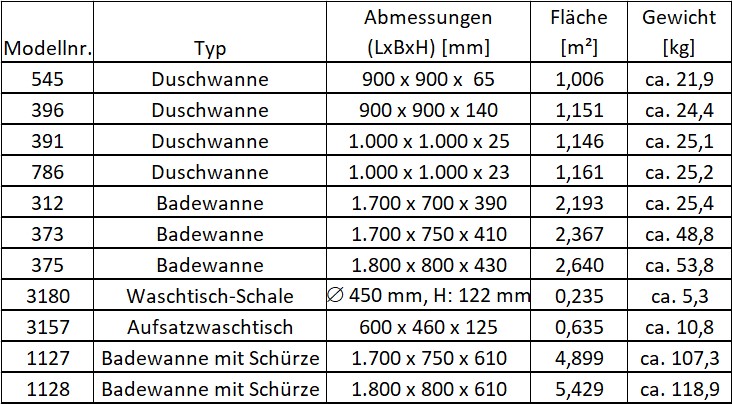 Modellnr. Typ Abmessungen (LxBxH) [mm] Fläche [m²] Gewicht [kg]
545 Duschwanne 900 x 900 x  65 1,006 ca. 21,9
396 Duschwanne 900 x 900 x 140 1,151 ca. 24,4
391 Duschwanne 1.000 x 1.000 x 25 1,146 ca. 25,1
786 Duschwanne 1.000 x 1.000 x 23 1,161 ca. 25,2
312 Badewanne 1.700 x 700 x 390 2,193 ca. 25,4
373 Badewanne 1.700 x 750 x 410 2,367 ca. 48,8
375 Badewanne 1.800 x 800 x 430 2,640 ca. 53,8
3180 Waschtisch-Schale ∅ 450 mm, H: 122 mm 0,235 ca. 5,3
3157 Aufsatzwaschtisch 600 x 460 x 125 0,635 ca. 10,8
1127 Badewanne mit Schürze 1.700 x 750 x 610 4,899 ca. 107,3
1128 Badewanne mit Schürze 1.800 x 800 x 610 5,429 ca. 118,9